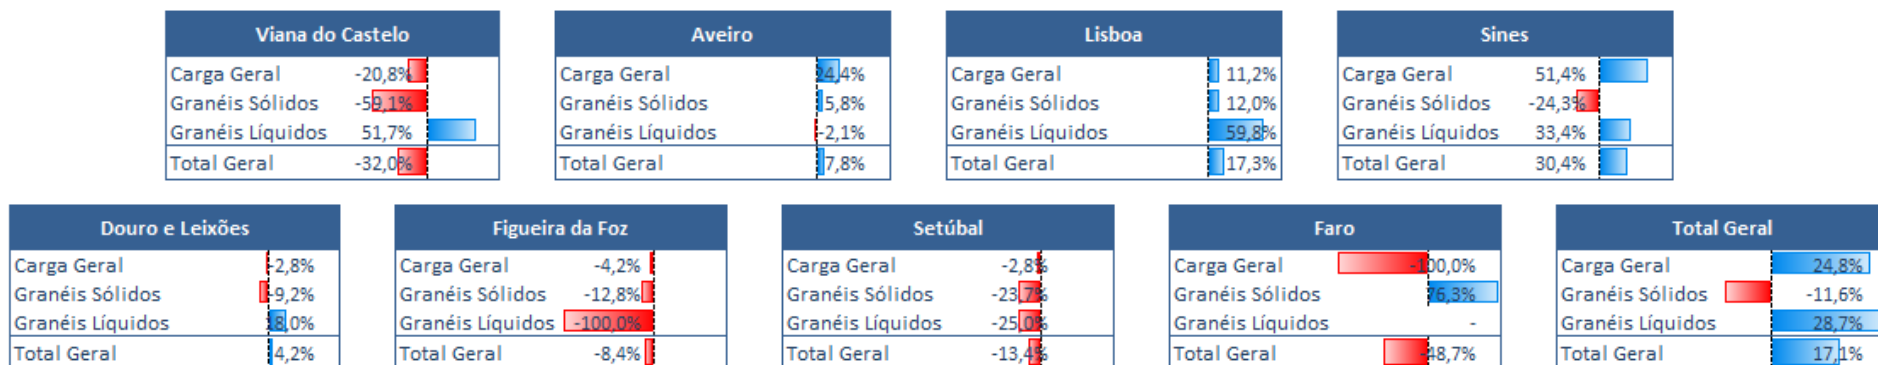 Viana do Castelo
Carga Geral -20,8%
Granéis Sólidos -59,1%
Granéis Líquidos 51,7%
Total Geral -32,0%
Aveiro
Carga Geral 24,4%
Granéis Sólidos 5,8%
Granéis Líquidos -2,1%
Total Geral 7,8%
Lisboa
Carga Geral 11,2%
Granéis Sólidos 12,0%
Granéis Líquidos 59,8%
Total Geral 17,3%
Sines
Carga Geral 51,4%
Granéis Sólidos -24,3%
Granéis Líquidos 33,4%
Total Geral 30,4%
Douro e Leixões
Carga Geral -2,8%
Granéis Sólidos -9,2%
Granéis Líquidos 18,0%
Total Geral 4,2%
Figueira da Foz
Carga Geral -4,2%
Granéis Sólidos -12,8%
Granéis Líquidos -100,0%
Total Geral -8,4%
Setúbal
Carga Geral -2,8%
Granéis Sólidos -23,7%
Granéis Líquidos -25,0%
Total Geral -13,4%
Faro
Carga Geral -100,0%
Granéis Sólidos 76,3%
Granéis Líquidos -
Total Geral -48,7%
Total Geral
Carga Geral 24,8%
Granéis Sólidos -11,6%
Granéis Líquidos 28,7%
Total Geral 17,1%